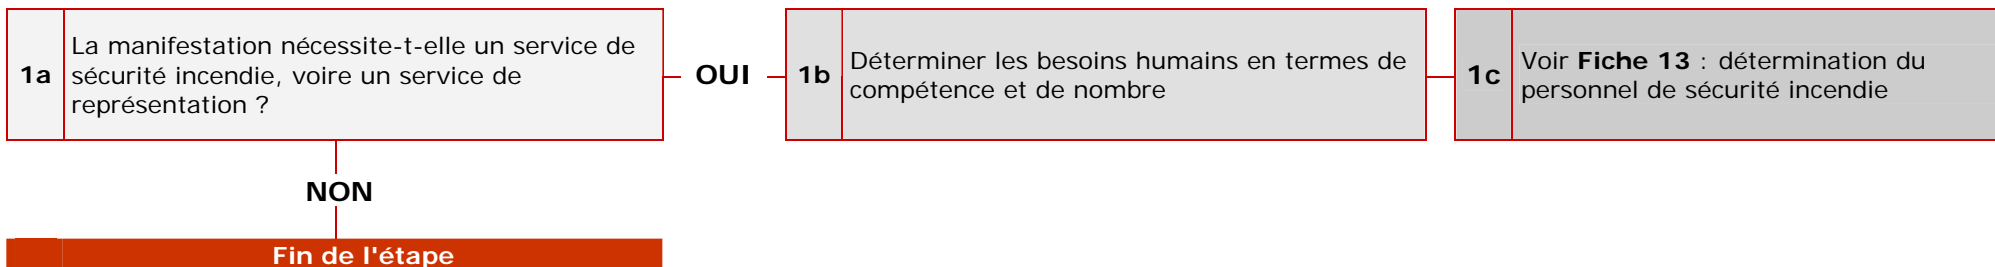 1a
La manifestation nécessite-t-elle un service de
sécurité incendie, voire un service de
représentation ?
OUI
1b
Déterminer les besoins humains en termes de
compétence et de nombre
1c
Voir Fiche 13 : détermination du
personnel de sécurité incendie
NON
Fin de l'étape